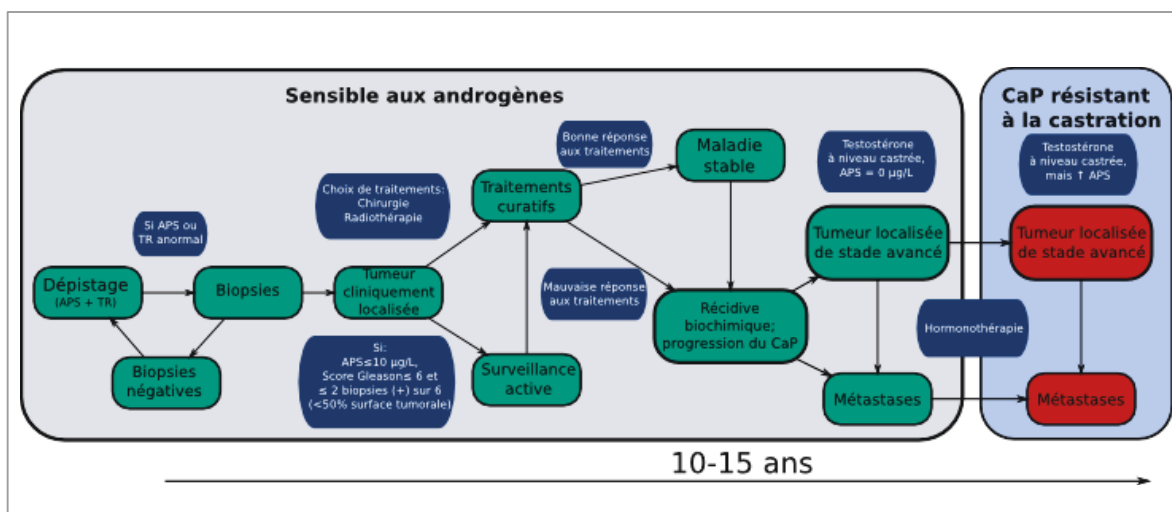 Sensible aux androgènes
CaP résistant
à la castration
Bonne réponse
aux traitements
Maladie
stable
Testostérone
à niveau castrée,
APS = 0 µg/L
Testostérone
à niveau castrée,
mais ↑ APS
Choix de traitements:
Chirurgie
Radiothérapie
Traitements
curatifs
Si APS ou
TR anormal
Tumeur localisée
de stade avancé
Tumeur localisée
de stade avancé
Dépistage
(APS + TR)
Biopsies
Tumeur
cliniquement
localisée
Mauvaise réponse
aux traitements
Récidive
biochimique;
progression du CaP
Hormonothérapie
Biopsies
négatives
Si:
APS≤10 µg/L,
Score Gleason≤ 6 et
≤ 2 biopsies (+) sur 6
(<50% surface tumorale)
Surveillance
active
Métastases
Métastases
10-15 ans